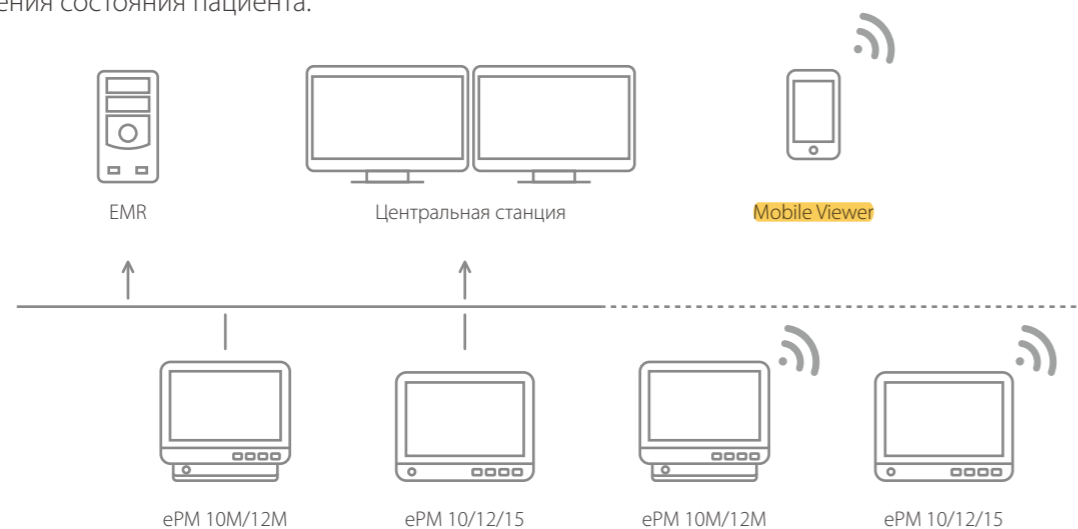 ения состояния пациента.
EMR
Центральная станция
Mobile Viewer
ePM 10M/12M
ePM 10/12/15
ePM 10M/12M
ePM 10/12/15